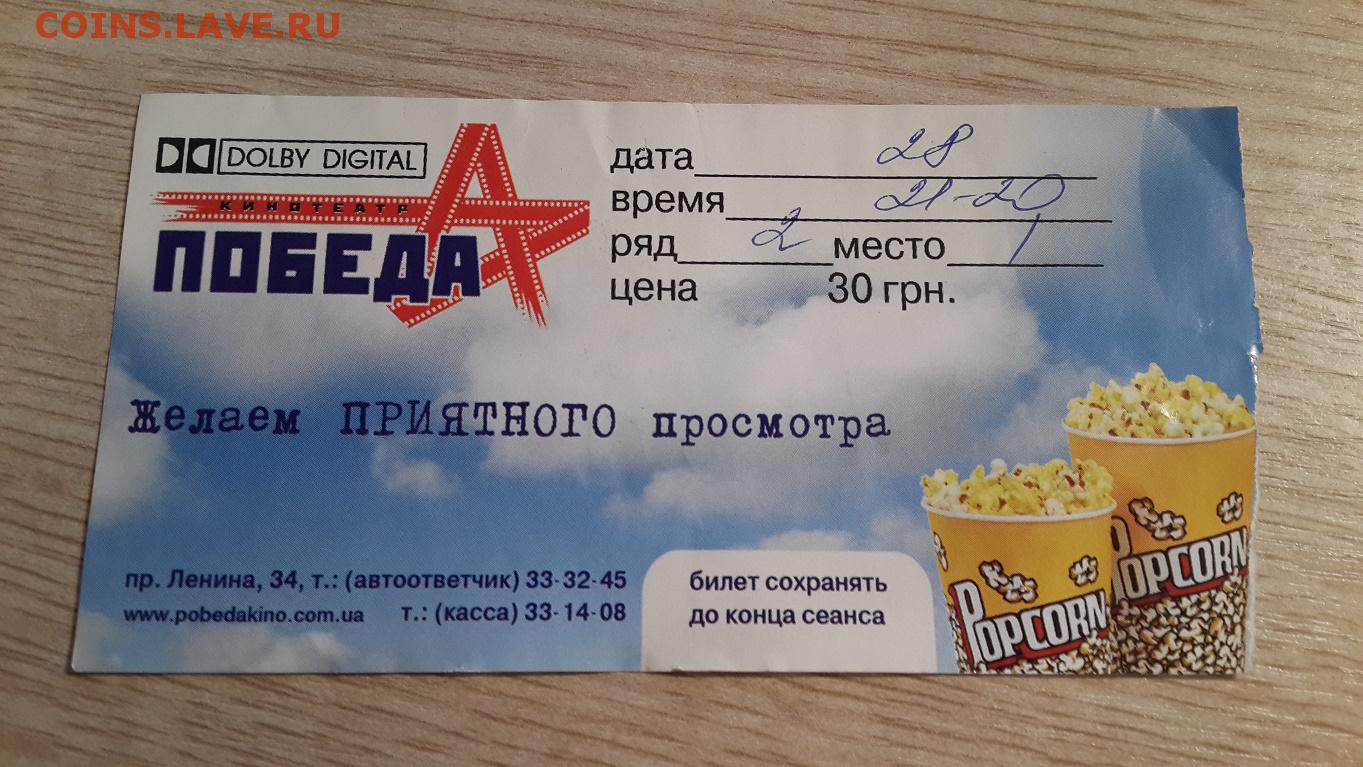 COINS.LAVE.RU
DOLBY DIGITAL
КИНОТЕАТР
ПОБЕДА
дата 28
время 21-20
ряд 2 место 1
цена 30 грн.
Желаем ПРИЯТНОГО просмотра
пр. Ленина, 34, т.: (автоответчик) 33-32-45
www.pobedakino.com.ua т.: (касса) 33-14-08
билет сохранять
до конца сеанса
POPCORN
POPCORN